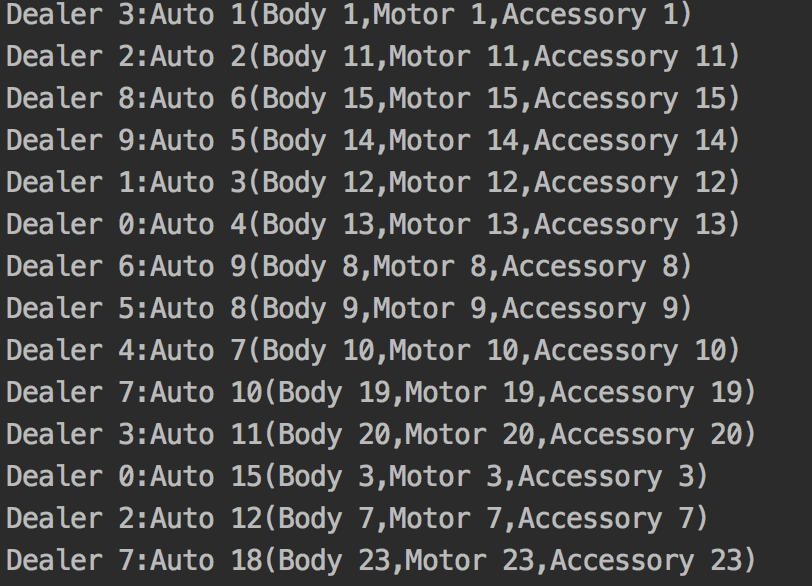 Dealer 3:Auto 1(Body 1,Motor 1,Accessory 1)
Dealer 2:Auto 2(Body 11,Motor 11,Accessory 11)
Dealer 8:Auto 6(Body 15,Motor 15,Accessory 15)
Dealer 9:Auto 5(Body 14,Motor 14,Accessory 14)
Dealer 1:Auto 3(Body 12,Motor 12,Accessory 12)
Dealer 0:Auto 4(Body 13,Motor 13,Accessory 13)
Dealer 6:Auto 9(Body 8,Motor 8,Accessory 8)
Dealer 5:Auto 8(Body 9,Motor 9,Accessory 9)
Dealer 4:Auto 7(Body 10,Motor 10,Accessory 10)
Dealer 7:Auto 10(Body 19,Motor 19,Accessory 19)
Dealer 3:Auto 11(Body 20,Motor 20,Accessory 20)
Dealer 0:Auto 15(Body 3,Motor 3,Accessory 3)
Dealer 2:Auto 12(Body 7,Motor 7,Accessory 7)
Dealer 7:Auto 18(Body 23,Motor 23,Accessory 23)